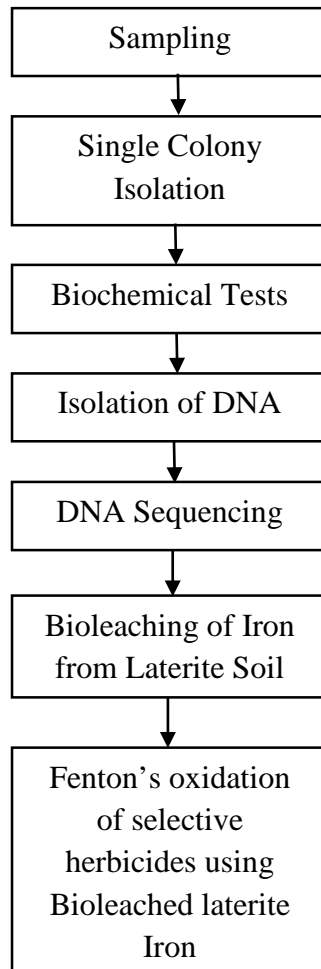 Sampling
Single Colony
Isolation
Biochemical Tests
Isolation of DNA
DNA Sequencing
Bioleaching of Iron
from Laterite Soil
Fenton’s oxidation
of selective
herbicides using
Bioleached laterite
Iron